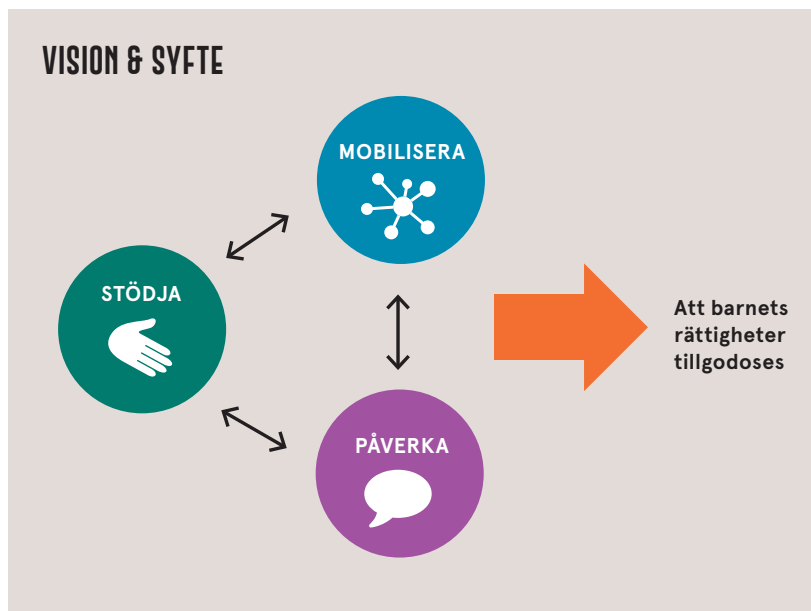 VISION & SYFTE
MOBILISERA
STÖDJA
PÅVERKA
Att barnets
rättigheter
tillgodoses